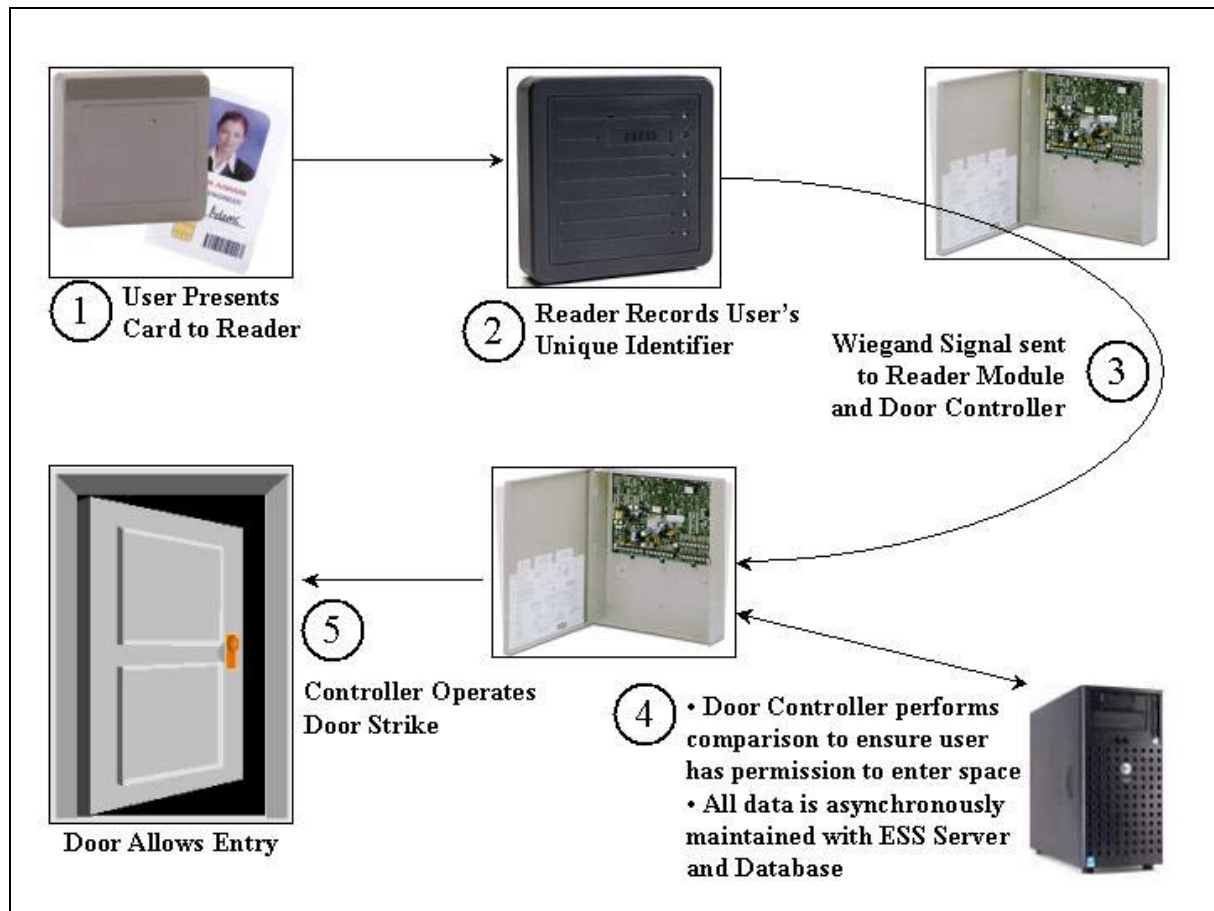 1
User Presents
Card to Reader
2
Reader Records User's
Unique Identifier
Wiegand Signal sent
to Reader Module
and Door Controller
3
5
Controller Operates
Door Strike
Door Allows Entry
4
• Door Controller performs
comparison to ensure user
has permission to enter space
• All data is asynchronously
maintained with ESS Server
and Database